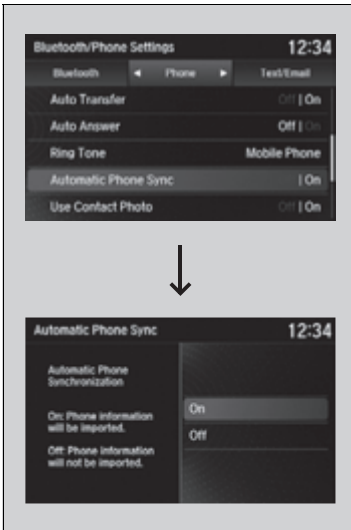 Bluetooth/Phone Settings 12:34
Bluetooth Phone Text/Email
Auto Transfer Off | On
Auto Answer Off | On
Ring Tone Mobile Phone
Automatic Phone Sync | On
Use Contact Photo Off | On
Automatic Phone Sync 12:34
Automatic Phone
Synchronization
On: Phone information
will be imported.
Off: Phone information
will not be imported.
On
Off